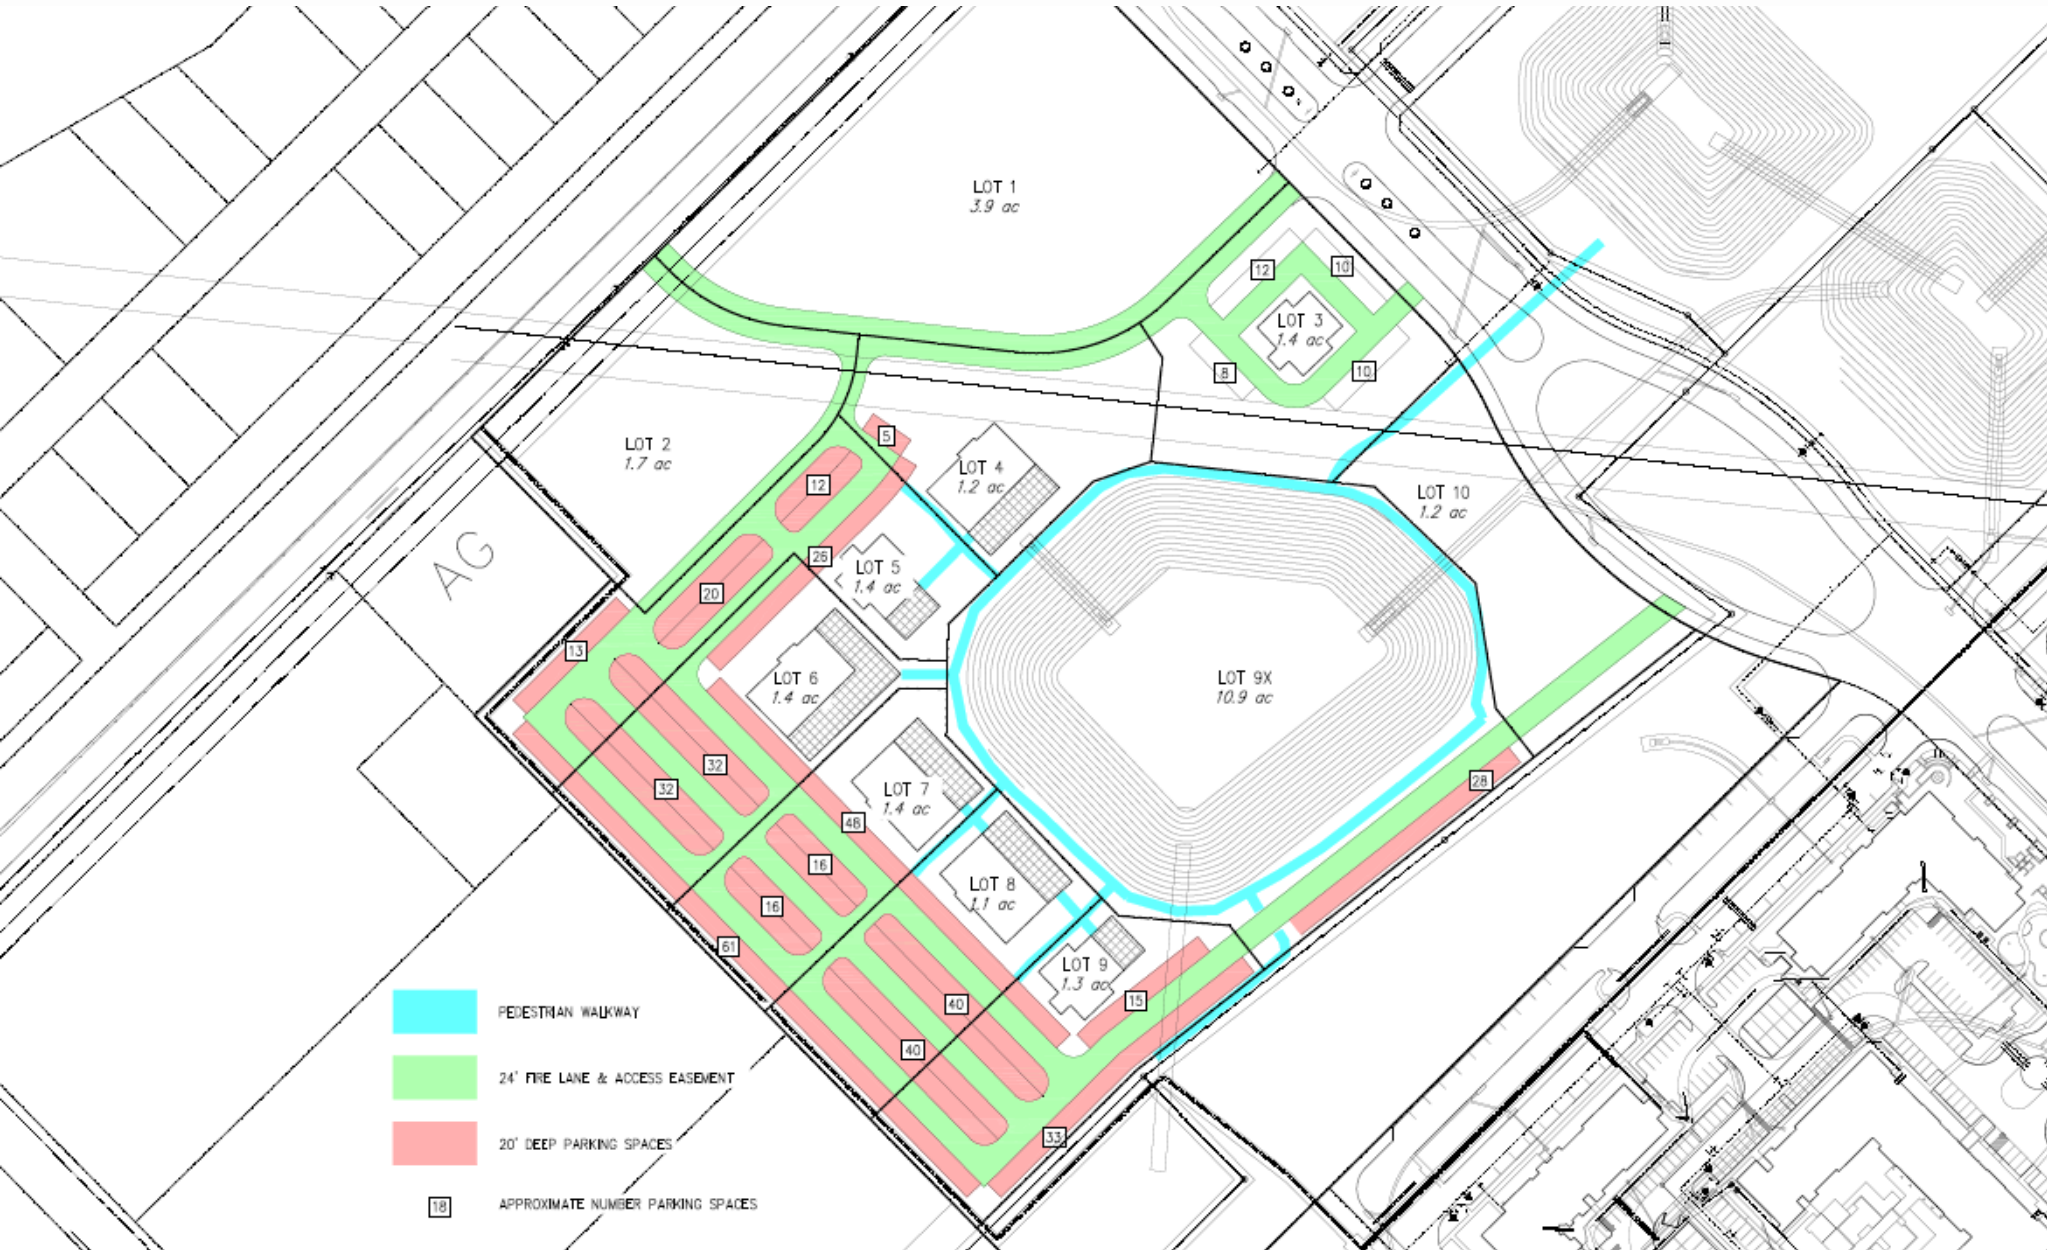 LOT 1
3.9 ac
12
10
LOT 3
1.4 ac
8
10
5
LOT 2
1.7 ac
LOT 4
1.2 ac
12
LOT 10
1.2 ac
26
LOT 5
1.4 ac
AG
20
13
LOT 6
1.4 ac
LOT 9X
10.9 ac
32
32
28
LOT 7
1.4 ac
48
16
LOT 8
1.1 ac
16
61
LOT 9
1.3 ac
15
40
40
33
PEDESTRIAN WALKWAY
24' FIRE LANE & ACCESS EASEMENT
20' DEEP PARKING SPACES
18
APPROXIMATE NUMBER PARKING SPACES